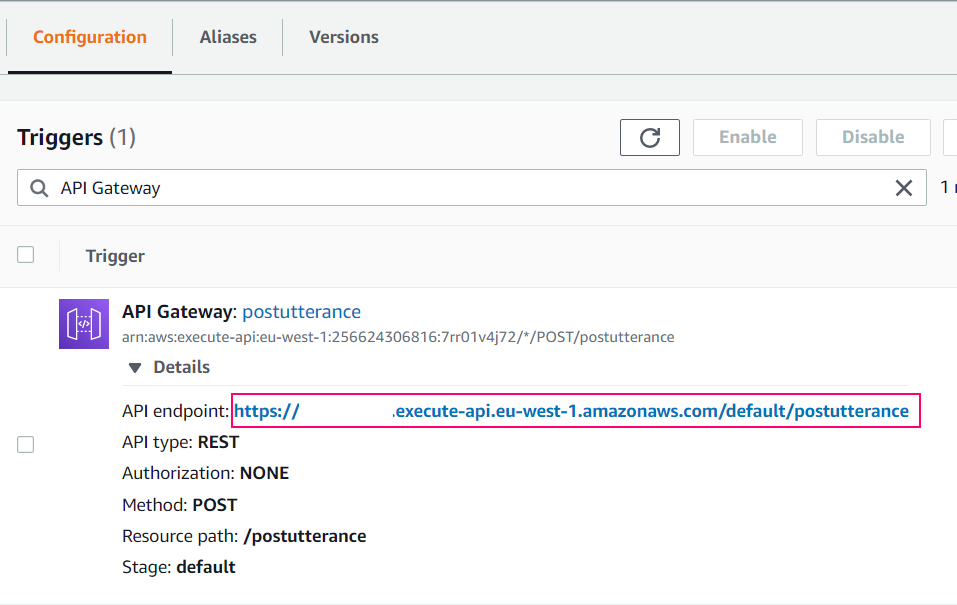 Configuration Aliases Versions
Triggers (1) Enable Disable
API Gateway 1
Trigger
API Gateway: postutterance
arn:aws:execute-api:eu-west-1:256624306816:7rr01v4j72/*/POST/postutterance
▼ Details
API endpoint: https:// .execute-api.eu-west-1.amazonaws.com/default/postutterance
API type: REST
Authorization: NONE
Method: POST
Resource path: /postutterance
Stage: default